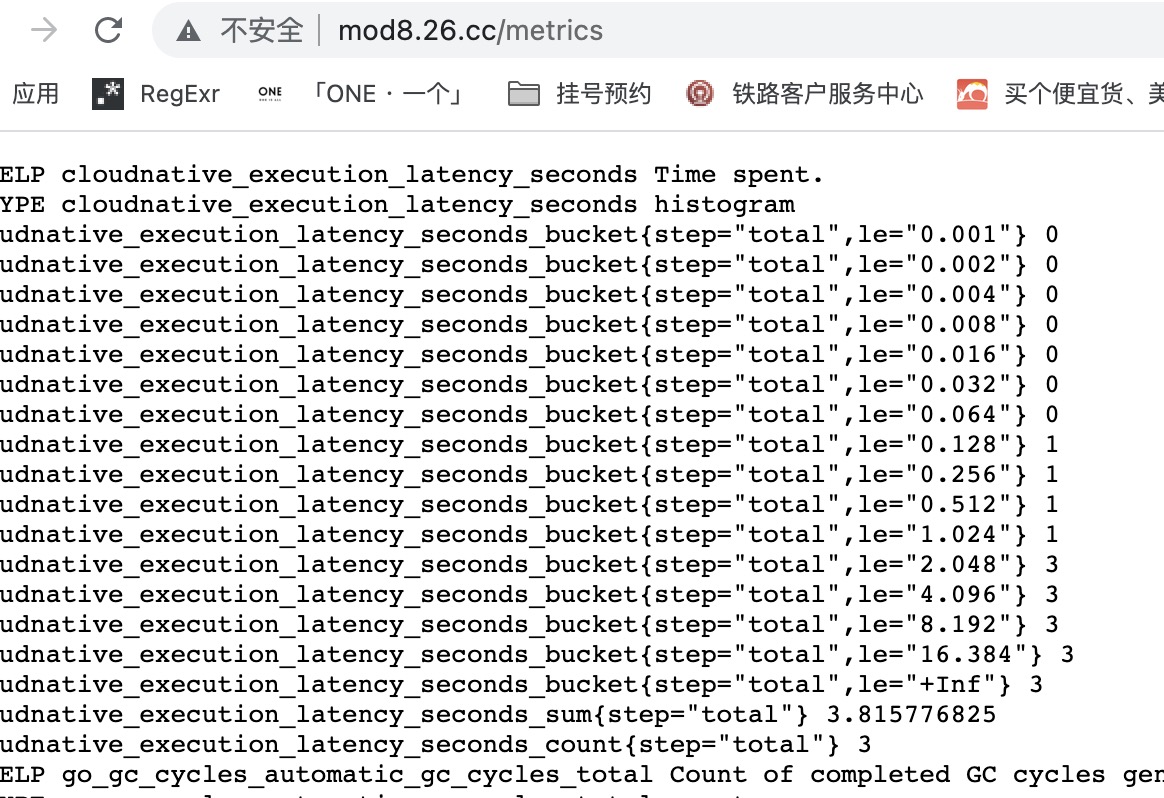 不安全 | mod8.26.cc/metrics
应用 RegExr ONE 「ONE · 一个」 挂号预约 铁路客户服务中心 买个便宜货、美
ELP cloudnative_execution_latency_seconds Time spent.
YPE cloudnative_execution_latency_seconds histogram
udnative_execution_latency_seconds_bucket{step="total",le="0.001"} 0
udnative_execution_latency_seconds_bucket{step="total",le="0.002"} 0
udnative_execution_latency_seconds_bucket{step="total",le="0.004"} 0
udnative_execution_latency_seconds_bucket{step="total",le="0.008"} 0
udnative_execution_latency_seconds_bucket{step="total",le="0.016"} 0
udnative_execution_latency_seconds_bucket{step="total",le="0.032"} 0
udnative_execution_latency_seconds_bucket{step="total",le="0.064"} 0
udnative_execution_latency_seconds_bucket{step="total",le="0.128"} 1
udnative_execution_latency_seconds_bucket{step="total",le="0.256"} 1
udnative_execution_latency_seconds_bucket{step="total",le="0.512"} 1
udnative_execution_latency_seconds_bucket{step="total",le="1.024"} 1
udnative_execution_latency_seconds_bucket{step="total",le="2.048"} 3
udnative_execution_latency_seconds_bucket{step="total",le="4.096"} 3
udnative_execution_latency_seconds_bucket{step="total",le="8.192"} 3
udnative_execution_latency_seconds_bucket{step="total",le="16.384"} 3
udnative_execution_latency_seconds_bucket{step="total",le="+Inf"} 3
udnative_execution_latency_seconds_sum{step="total"} 3.815776825
udnative_execution_latency_seconds_count{step="total"} 3
ELP go_gc_cycles_automatic_gc_cycles_total Count of completed GC cycles gen